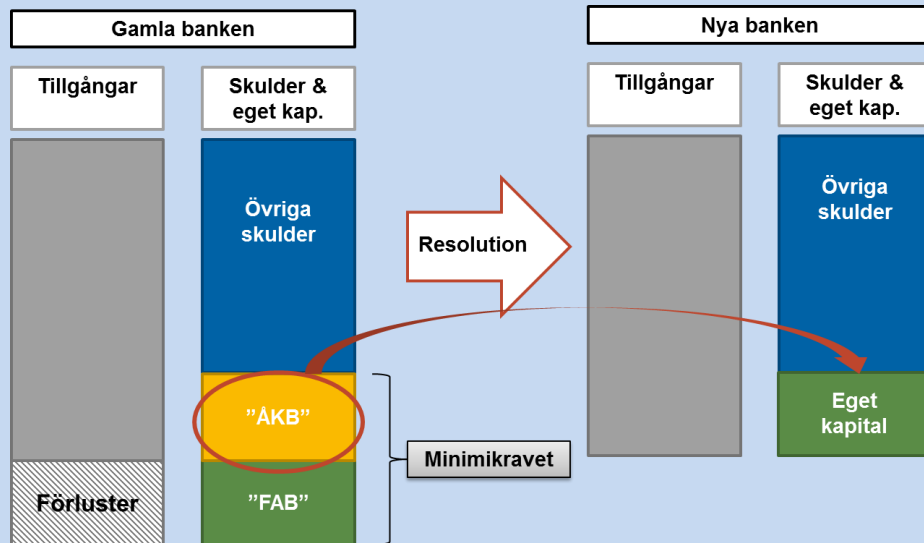 Gamla banken
Nya banken
Tillgångar
Skulder &
eget kap.
Tillgångar
Skulder &
eget kap.
Övriga
skulder
Resolution
Övriga
skulder
”ÅKB”
Eget
kapital
Minimikravet
Förluster
”FAB”